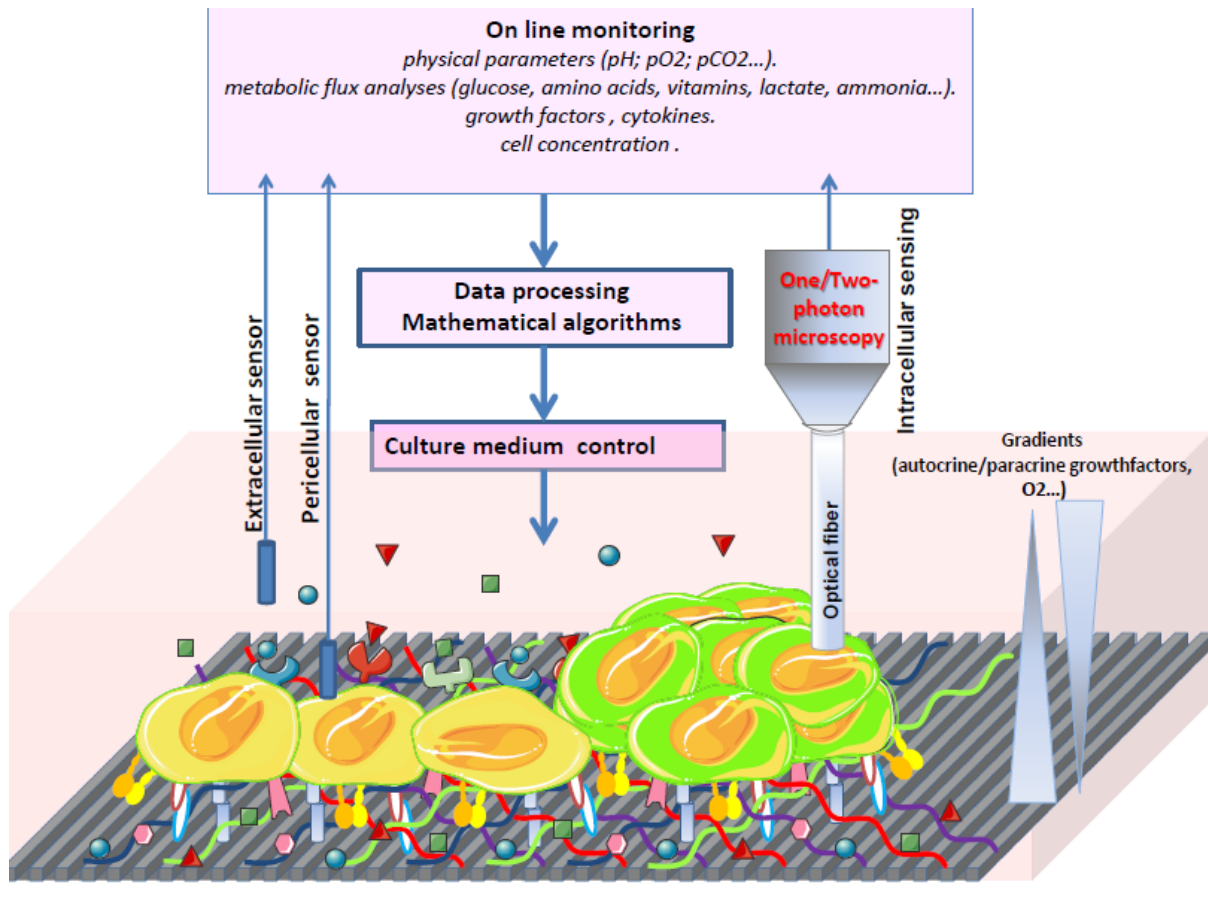 On line monitoring
physical parameters (pH; pO2; pCO2...).
metabolic flux analyses (glucose, amino acids, vitamins, lactate, ammonia...).
growth factors , cytokines.
cell concentration .
Data processing
Mathematical algorithms
Culture medium control
Extracellular sensor
Pericellular sensor
One/Two-
photon
microscopy
Intracellular sensing
Optical fiber
Gradients
(autocrine/paracrine growthfactors,
O2...)